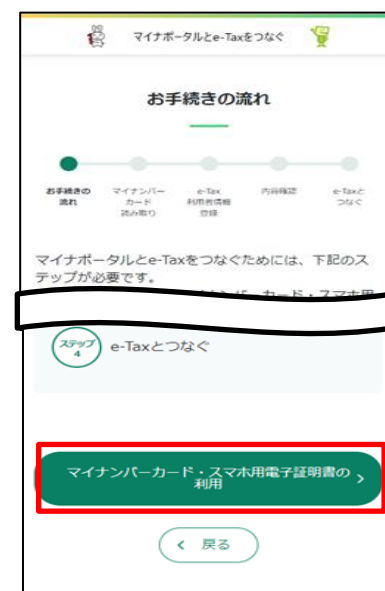 マイナポータルとe-Taxをつなぐ
お手続きの流れ
お手続きの
流れ
マイナンバー
カード
読み取り
e-Tax
利用者情報
登録
内容確認
e-Taxと
つなぐ
マイナポータルとe-Taxをつなぐためには、下記のス
テップが必要です。
ステップ
4
e-Taxとつなぐ
マイナンバーカード・スマホ用電子証明書の
利用
戻る